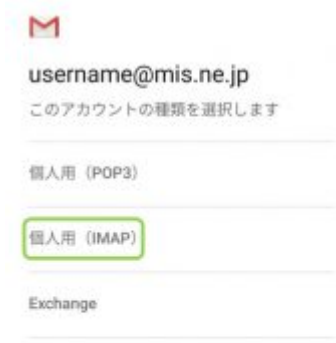 username@mis.ne.jp
このアカウントの種類を選択します
個人用（POP3）
個人用（IMAP）
Exchange